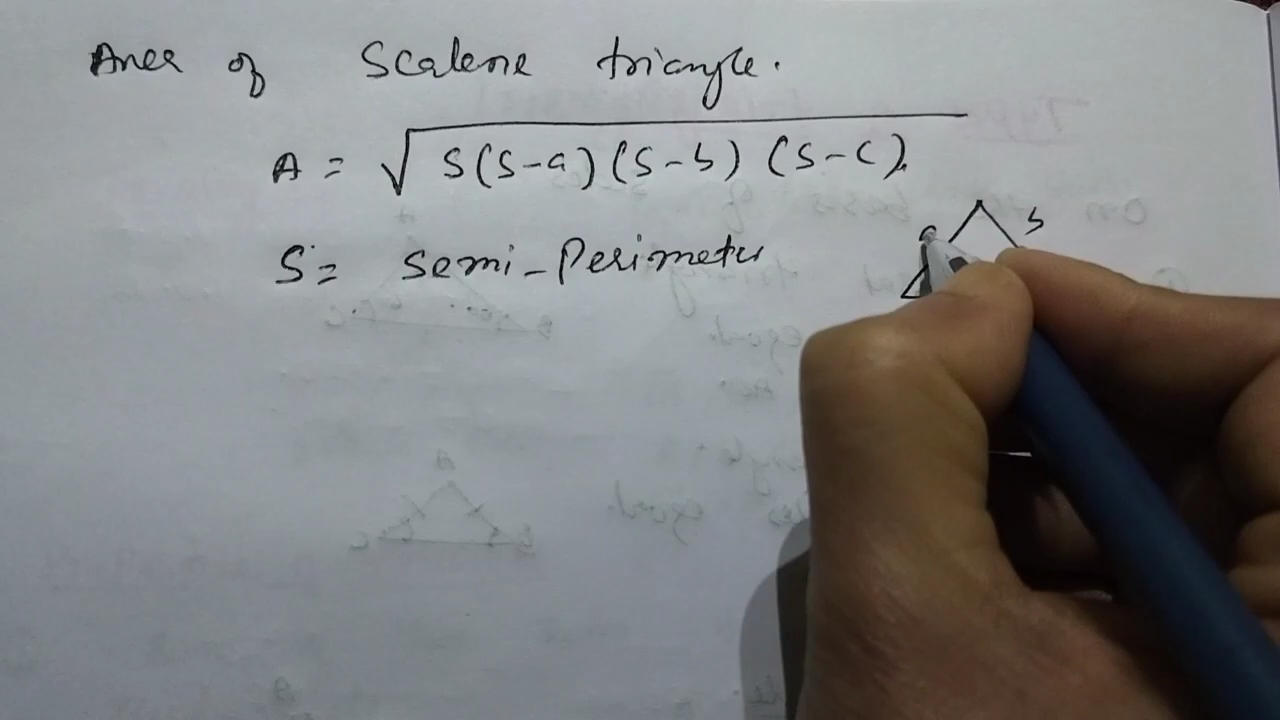 Area of Scalene triangle.
A = √ S(S-a)(S-b) (S-c).
S = Semi-Perimeter
b